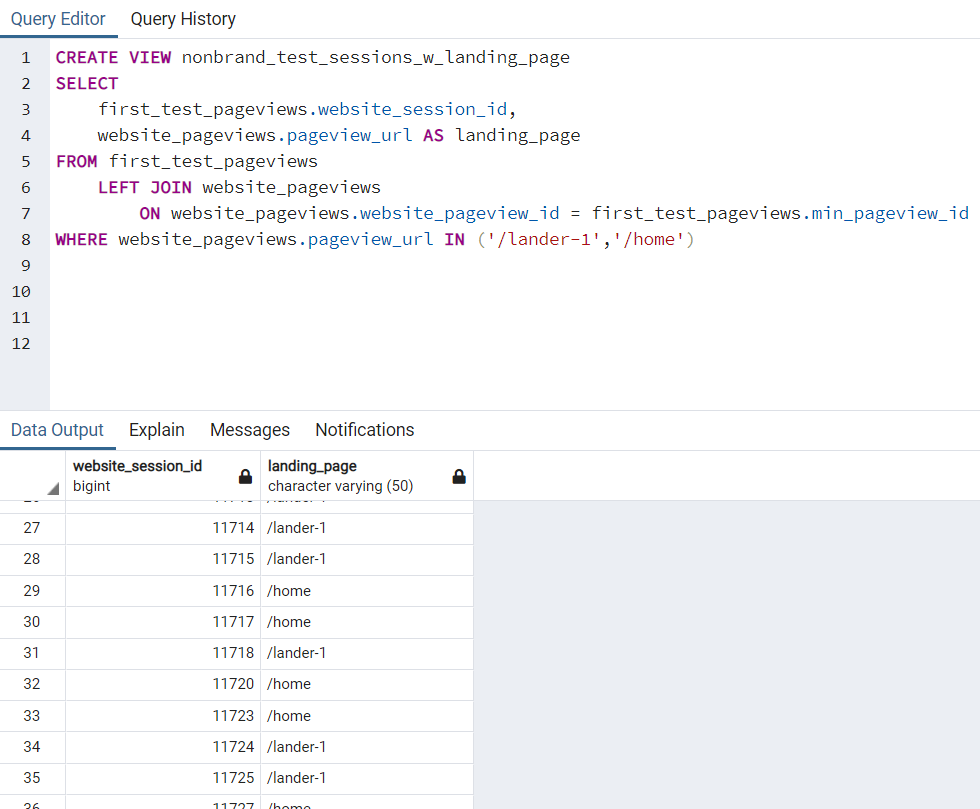 Query Editor Query History
1 CREATE VIEW nonbrand_test_sessions_w_landing_page
2 SELECT
3 first_test_pageviews.website_session_id,
4 website_pageviews.pageview_url AS landing_page
5 FROM first_test_pageviews
6 LEFT JOIN website_pageviews
7 ON website_pageviews.website_pageview_id = first_test_pageviews.min_pageview_id
8 WHERE website_pageviews.pageview_url IN ('/lander-1','/home')
9
10
11
12
Data Output Explain Messages Notifications
website_session_id landing_page
bigint character varying (50)
27 11714 /lander-1
28 11715 /lander-1
29 11716 /home
30 11717 /home
31 11718 /lander-1
32 11720 /home
33 11723 /home
34 11724 /lander-1
35 11725 /lander-1
36 11727 /home